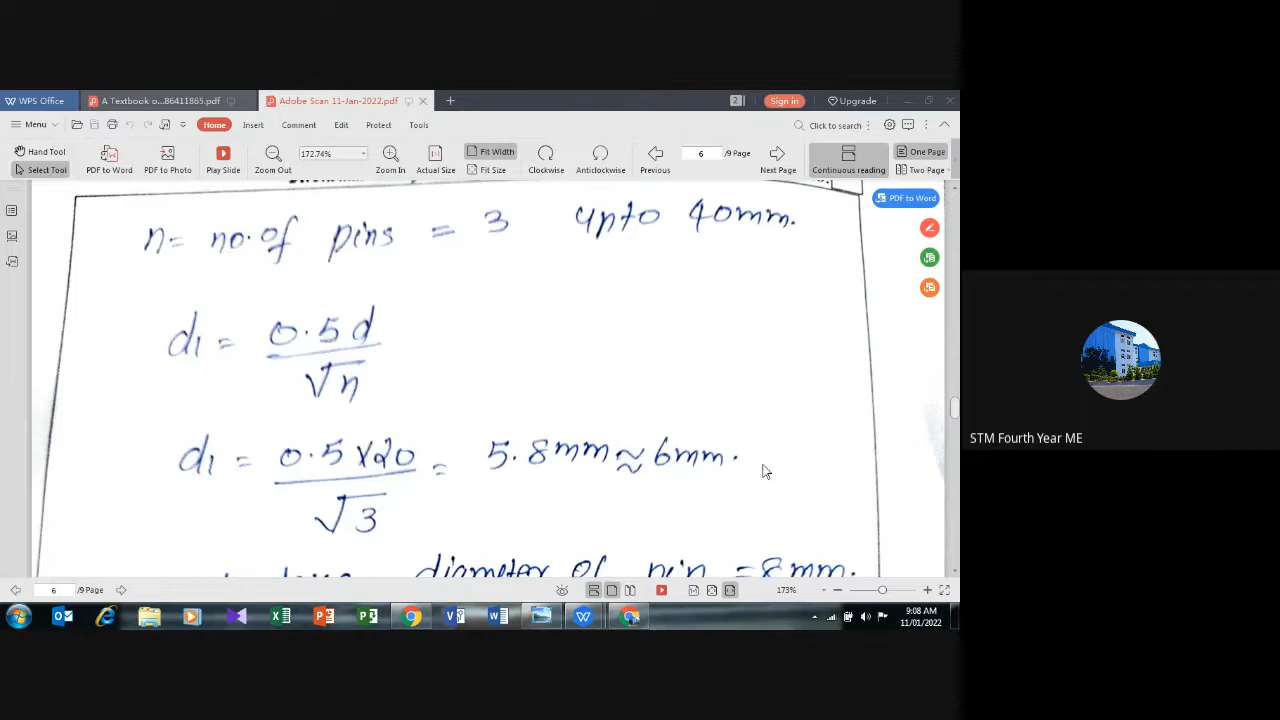 WPS Office
A Textbook o...86411865.pdf
Adobe Scan 11-Jan-2022.pdf
2
Sign in
Upgrade
Menu
Home
Insert
Comment
Edit
Protect
Tools
Click to search
Hand Tool
Select Tool
PDF to Word
PDF to Photo
Play Slide
Zoom Out
172.74%
Zoom In
Actual Size
Fit Width
Fit Size
Clockwise
Anticlockwise
Previous
6 /9 Page
Next Page
Continuous reading
One Page
Two Page
PDF to Word
n = no. of pins = 3 upto 40mm.
d1 = 0.5d / √n
d1 = 0.5 x 20 / √3 = 5.8mm ≈ 6mm.
diameter of pin = 8mm.
6 /9 Page
173%
9:08 AM
11/01/2022
STM Fourth Year ME